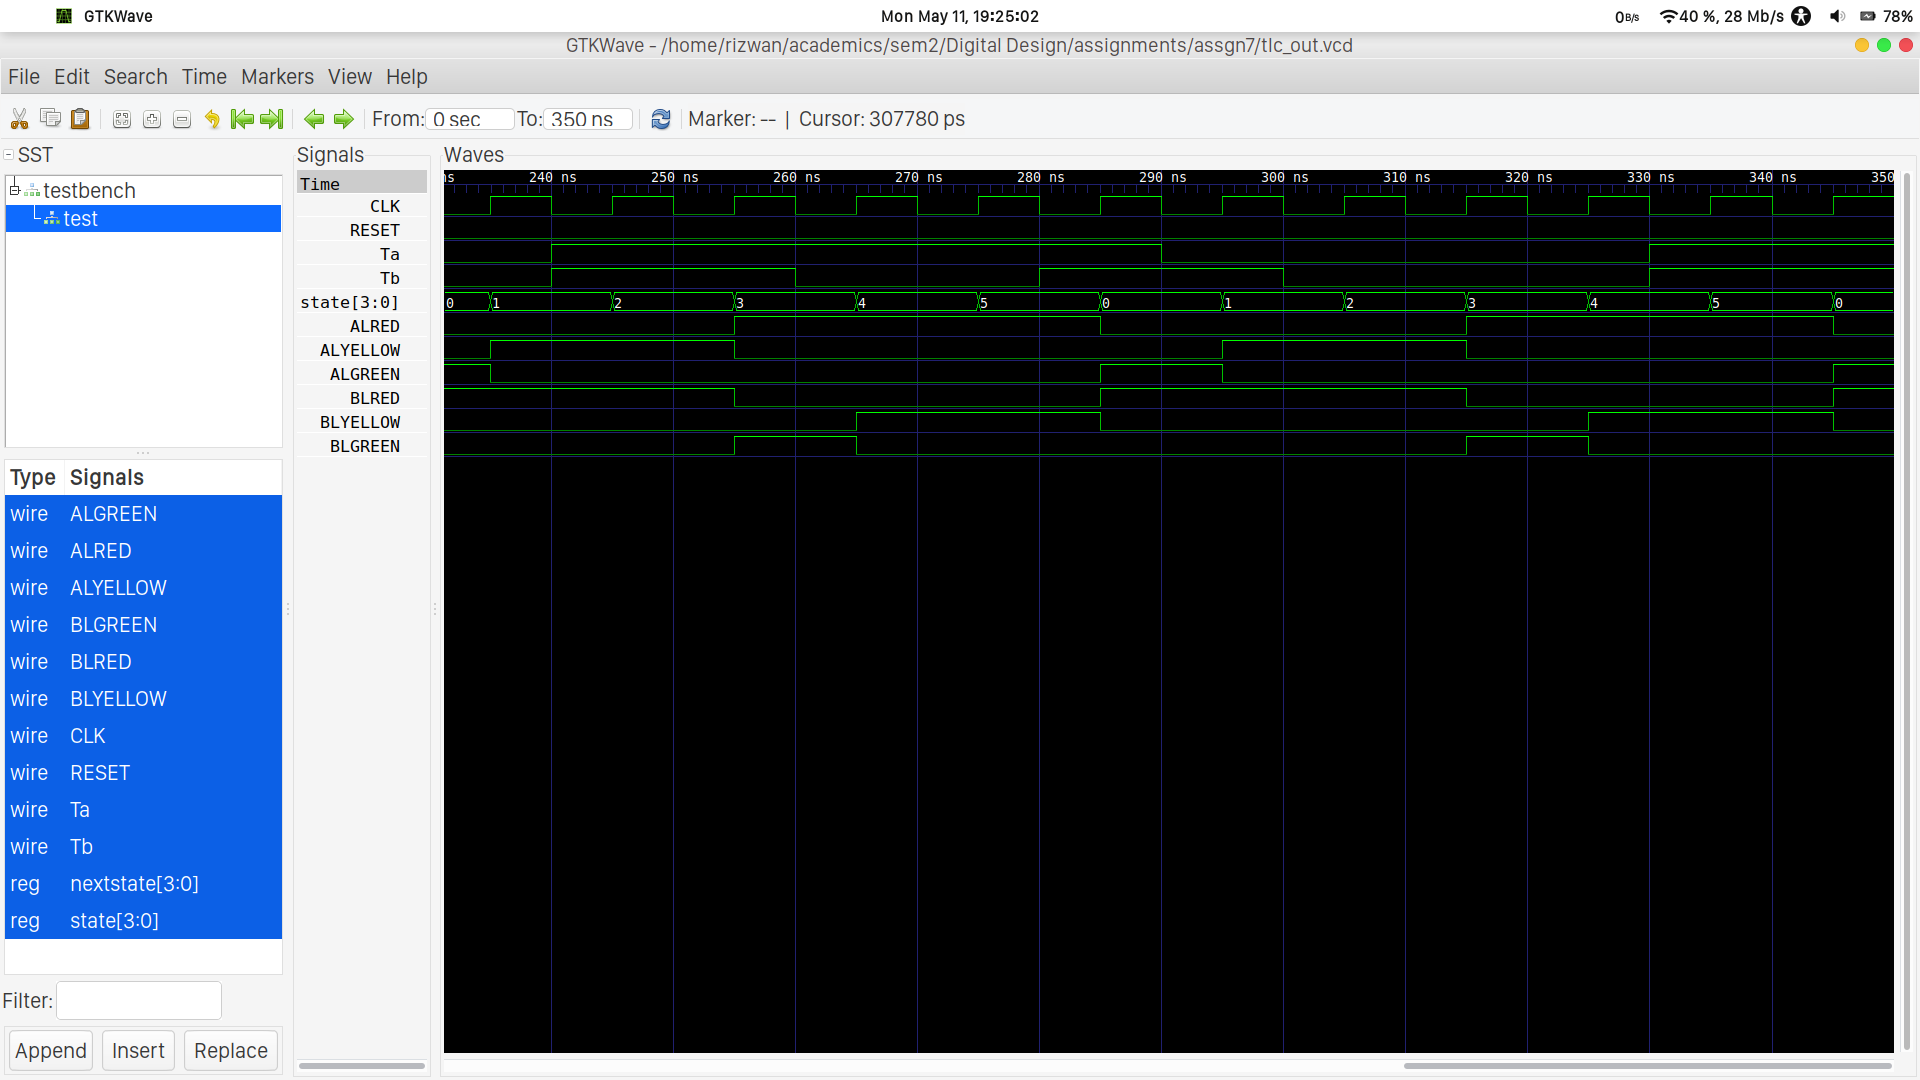 GTKWave
Mon May 11, 19:25:02
0 B/s
40 %, 28 Mb/s
78%
GTKWave - /home/rizwan/academics/sem2/Digital Design/assignments/assgn7/tlc_out.vcd
File Edit Search Time Markers View Help
From: 0 sec To: 350 ns Marker: -- | Cursor: 307780 ps
SST
testbench
test
Type Signals
wire ALGREEN
wire ALRED
wire ALYELLOW
wire BLGREEN
wire BLRED
wire BLYELLOW
wire CLK
wire RESET
wire Ta
wire Tb
reg nextstate[3:0]
reg state[3:0]
Filter:
Append Insert Replace
Signals
Time
CLK
RESET
Ta
Tb
state[3:0]
ALRED
ALYELLOW
ALGREEN
BLRED
BLYELLOW
BLGREEN
Waves
ns 240 ns 250 ns 260 ns 270 ns 280 ns 290 ns 300 ns 310 ns 320 ns 330 ns 340 ns 350
0 1 2 3 4 5 0 1 2 3 4 5 0